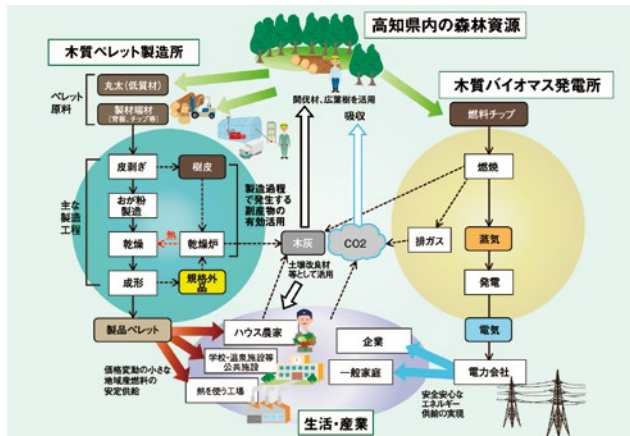 高知県内の森林資源
木質ペレット製造所
木質バイオマス発電所
ペレット
原料
丸太(低質材)
製材端材
(背板、チップ等)
間伐材、広葉樹を活用
吸収
燃料チップ
主な
製造
工程
皮剥ぎ
樹皮
おが粉
製造
乾燥
熱
乾燥炉
成形
規格外
品
製造過程
で発生する
副産物の
有効活用
木灰
CO2
土壌改良材
等として活用
燃焼
排ガス
蒸気
発電
電気
電力会社
製品ペレット
価格変動の小さな
地域産燃料の
安定供給
ハウス農家
学校・温泉施設等
公共施設
熱を使う工場
企業
一般家庭
安全安心な
エネルギー
供給の実現
生活・産業